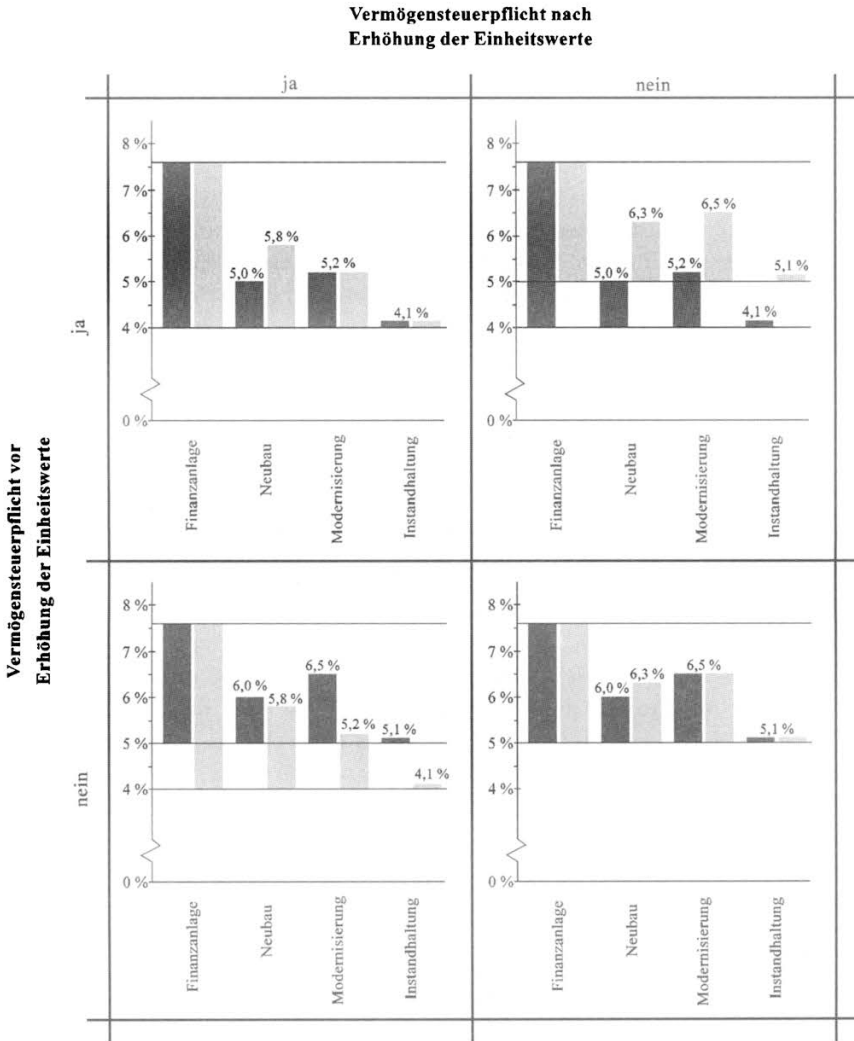 Vermögensteuerpflicht nach
Erhöhung der Einheitswerte
ja
nein
Vermögensteuerpflicht vor
Erhöhung der Einheitswerte
ja
8 %
7 %
6 %
5 %
4 %
0 %
5,0 %
5,8 %
5,2 %
4,1 %
Finanzanlage
Neubau
Modernisierung
Instandhaltung
8 %
7 %
6 %
5 %
4 %
0 %
5,0 %
6,3 %
5,2 %
6,5 %
4,1 %
5,1 %
Finanzanlage
Neubau
Modernisierung
Instandhaltung
nein
8 %
7 %
6 %
5 %
4 %
0 %
6,0 %
5,8 %
6,5 %
5,2 %
5,1 %
4,1 %
Finanzanlage
Neubau
Modernisierung
Instandhaltung
8 %
7 %
6 %
5 %
4 %
0 %
6,0 %
6,3 %
6,5 %
5,1 %
Finanzanlage
Neubau
Modernisierung
Instandhaltung